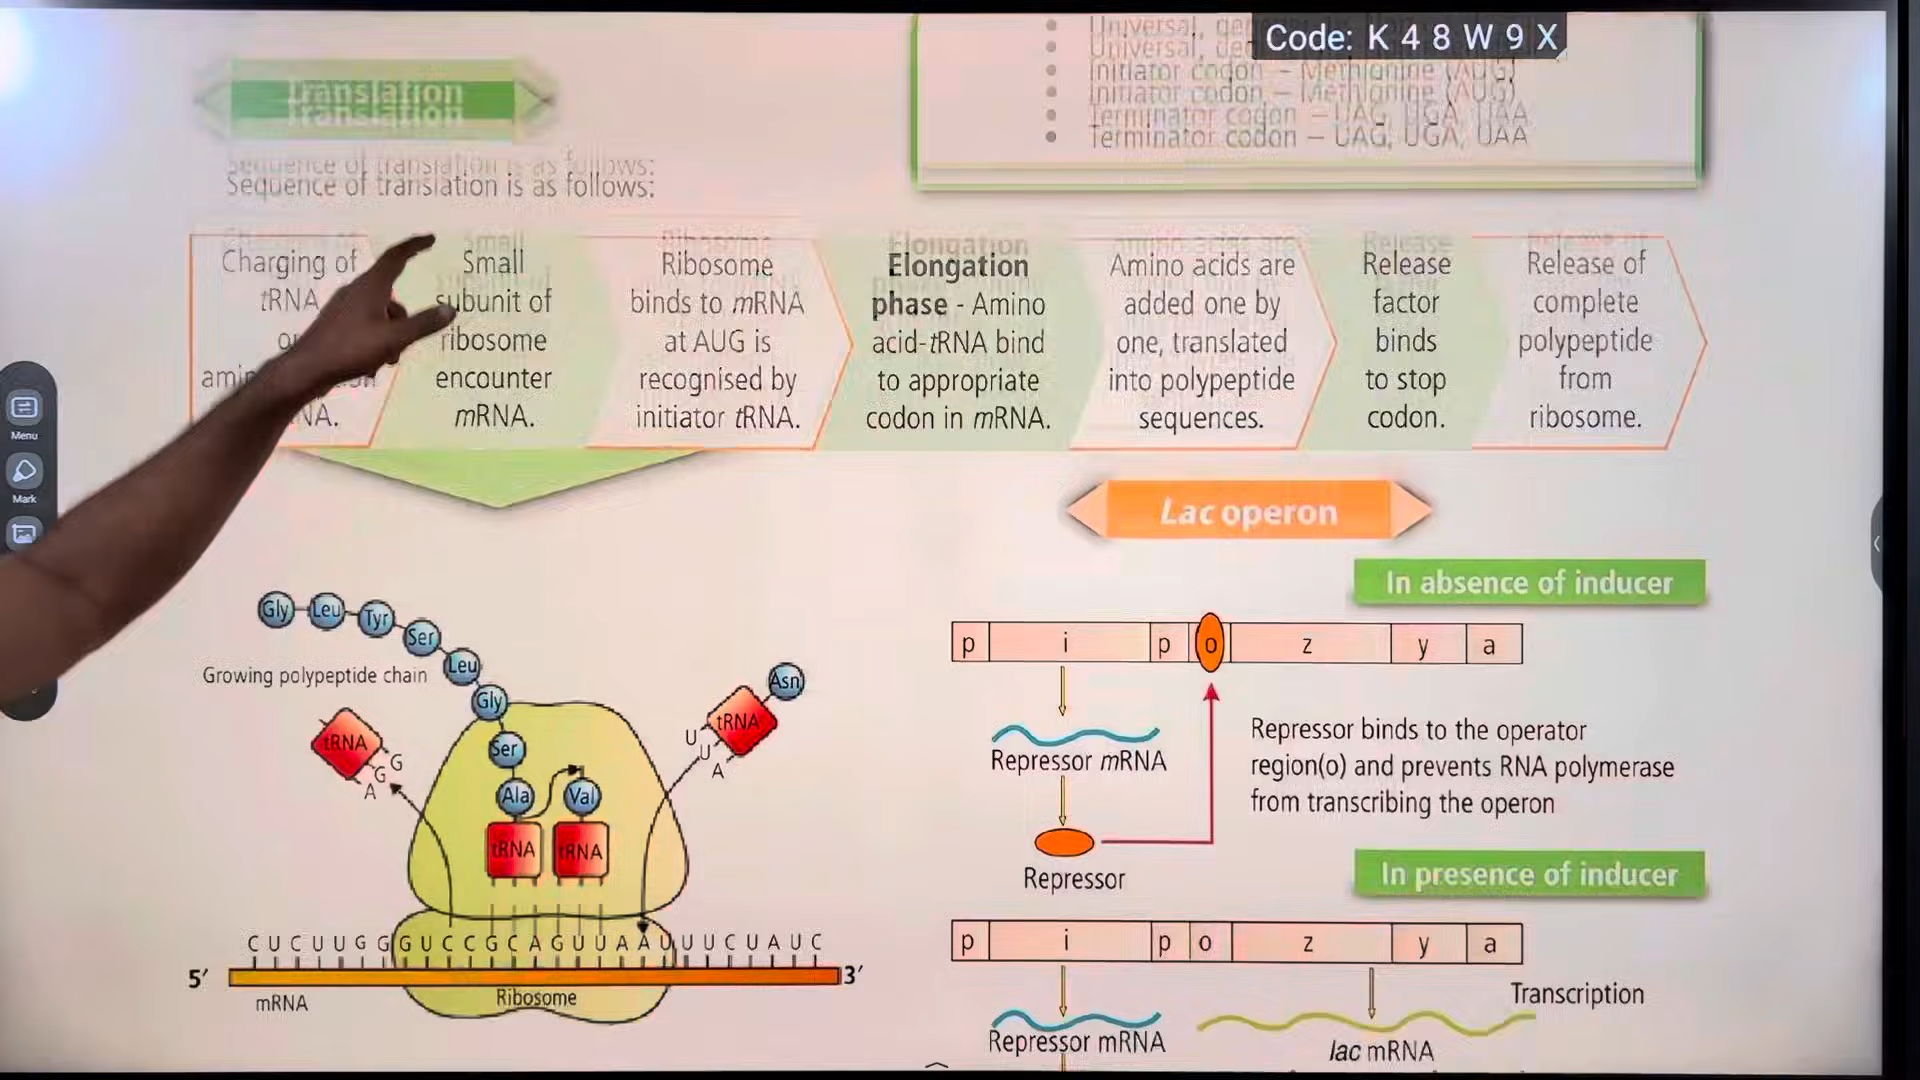 Code: K 4 8 W 9 X
Initiator codon – Methionine (AUG)
Terminator codon – UAG, UGA, UAA
Translation
Sequence of translation is as follows:
Charging of
tRNA
NA.
Small
subunit of
ribosome
encounter
mRNA.
Ribosome
binds to mRNA
at AUG is
recognised by
initiator tRNA.
Elongation
phase - Amino
acid-tRNA bind
to appropriate
codon in mRNA.
Amino acids are
added one by
one, translated
into polypeptide
sequences.
Release
factor
binds
to stop
codon.
Release of
complete
polypeptide
from
ribosome.
Menu
Mark
Gly Leu Tyr Ser Leu Gly Ser Ala Val
Growing polypeptide chain
tRNA
A G G
tRNA
tRNA
tRNA
Asn
U U A
C U C U U G G G U C C G C A G U U A A U U U C U A U C
5′
3′
mRNA
Ribosome
Lac operon
In absence of inducer
p i p o z y a
Repressor mRNA
Repressor
Repressor binds to the operator
region(o) and prevents RNA polymerase
from transcribing the operon
In presence of inducer
p i p o z y a
Transcription
Repressor mRNA
lac mRNA